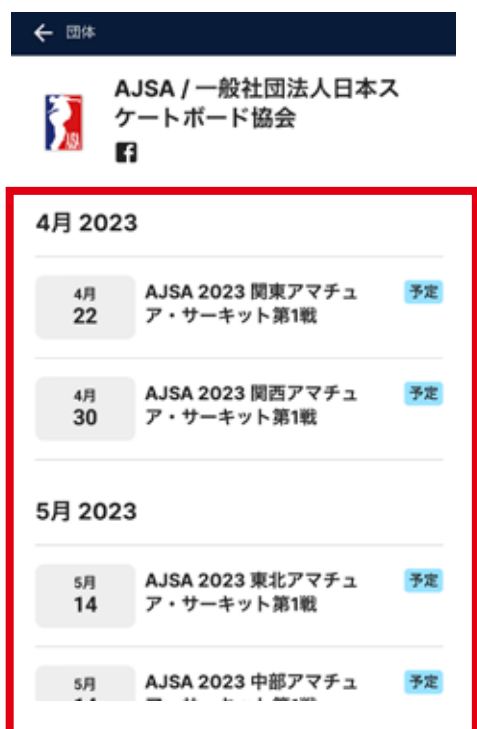 団体
AJSA / 一般社団法人日本ス
ケートボード協会
4月 2023
4月
22
AJSA 2023 関東アマチュ
ア・サーキット第1戦
予定
4月
30
AJSA 2023 関西アマチュ
ア・サーキット第1戦
予定
5月 2023
5月
14
AJSA 2023 東北アマチュ
ア・サーキット第1戦
予定
5月
AJSA 2023 中部アマチュ
予定